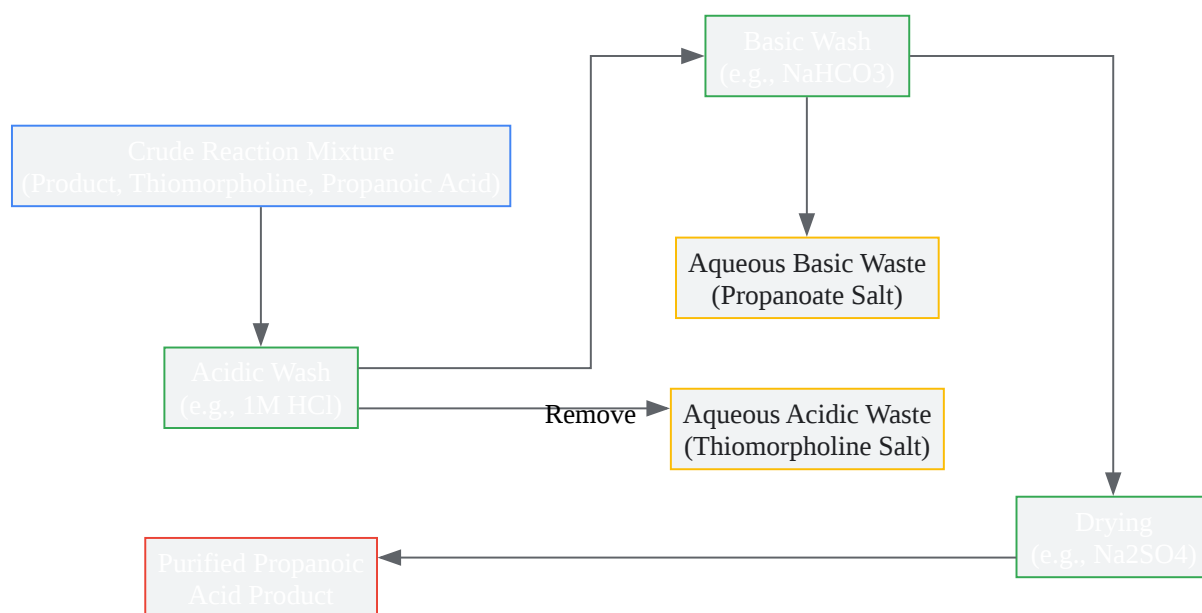 Basic Wash
(e.g., NaHCO3)
Crude Reaction Mixture
(Product, Thiomorpholine, Propanoic Acid)
Aqueous Basic Waste
(Propanoate Salt)
Acidic Wash
(e.g., 1M HCl)
Remove
Aqueous Acidic Waste
(Thiomorpholine Salt)
Drying
(e.g., Na2SO4)
Purified Propanoic
Acid Product